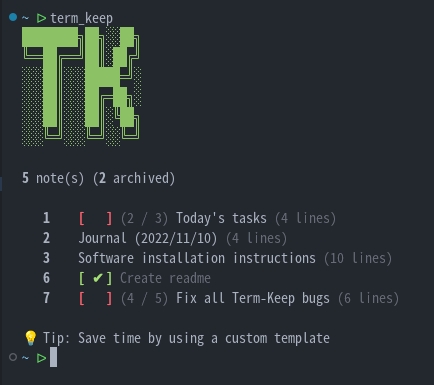 ~ ▷ term_keep
TK
5 note(s) (2 archived)
1 [ ] (2 / 3) Today's tasks (4 lines)
2 Journal (2022/11/10) (4 lines)
3 Software installation instructions (10 lines)
6 [ ✔] Create readme
7 [ ] (4 / 5) Fix all Term-Keep bugs (6 lines)
💡 Tip: Save time by using a custom template
~ ▷